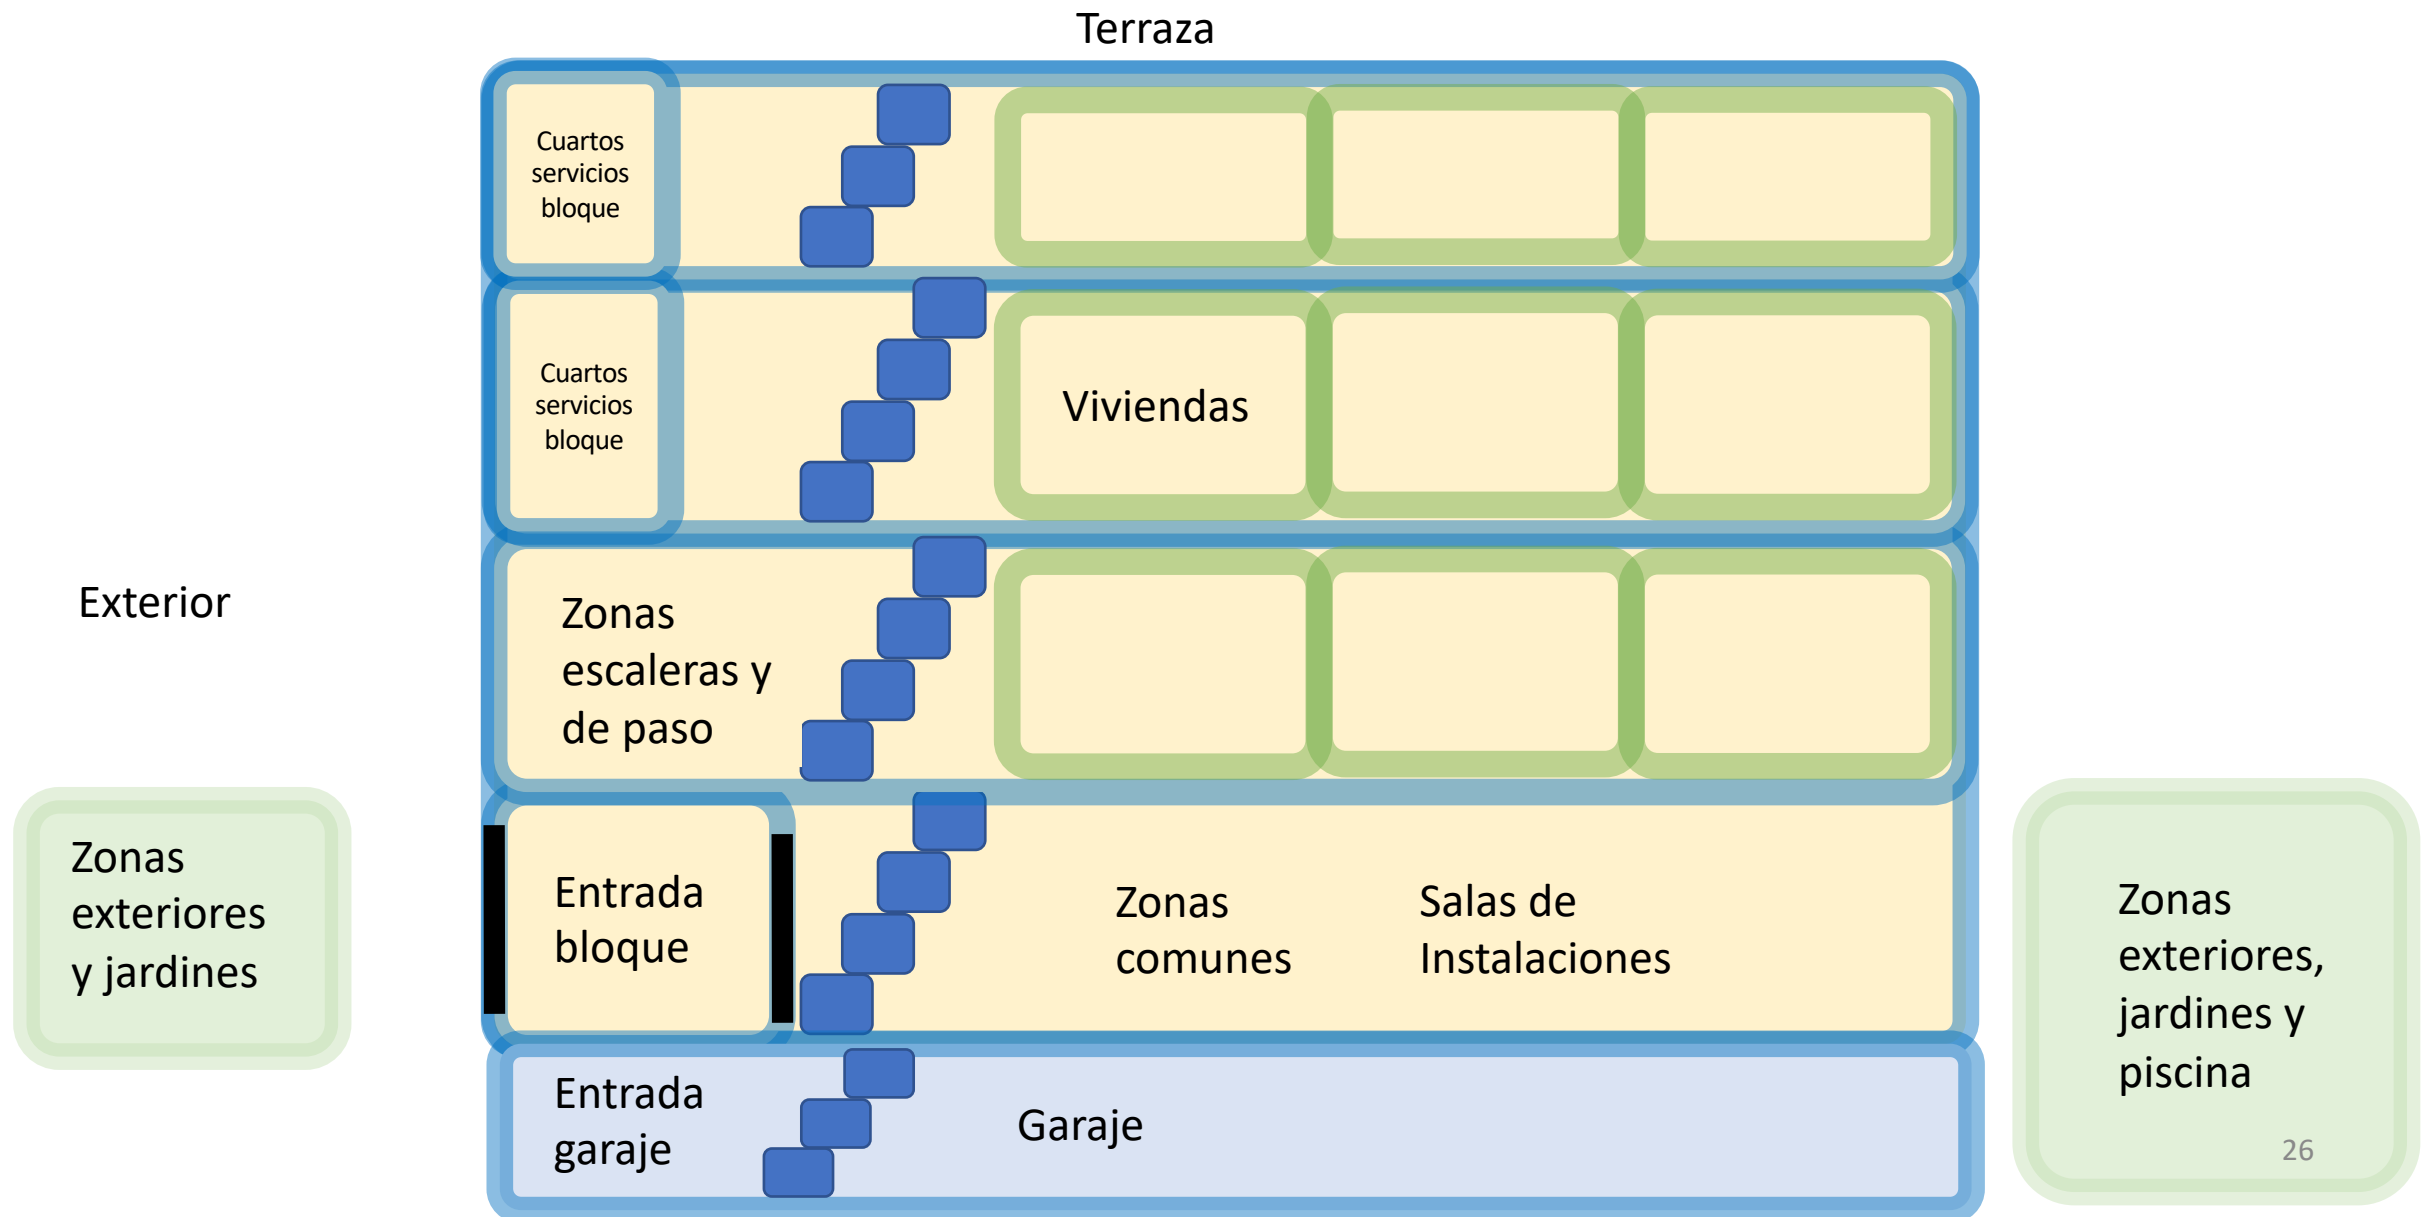 Terraza
Cuartos
servicios
bloque
Cuartos
servicios
bloque
Viviendas
Exterior
Zonas
escaleras y
de paso
Zonas
exteriores
y jardines
Entrada
bloque
Zonas
comunes
Salas de
Instalaciones
Zonas
exteriores,
jardines y
piscina
Entrada
garaje
Garaje
26